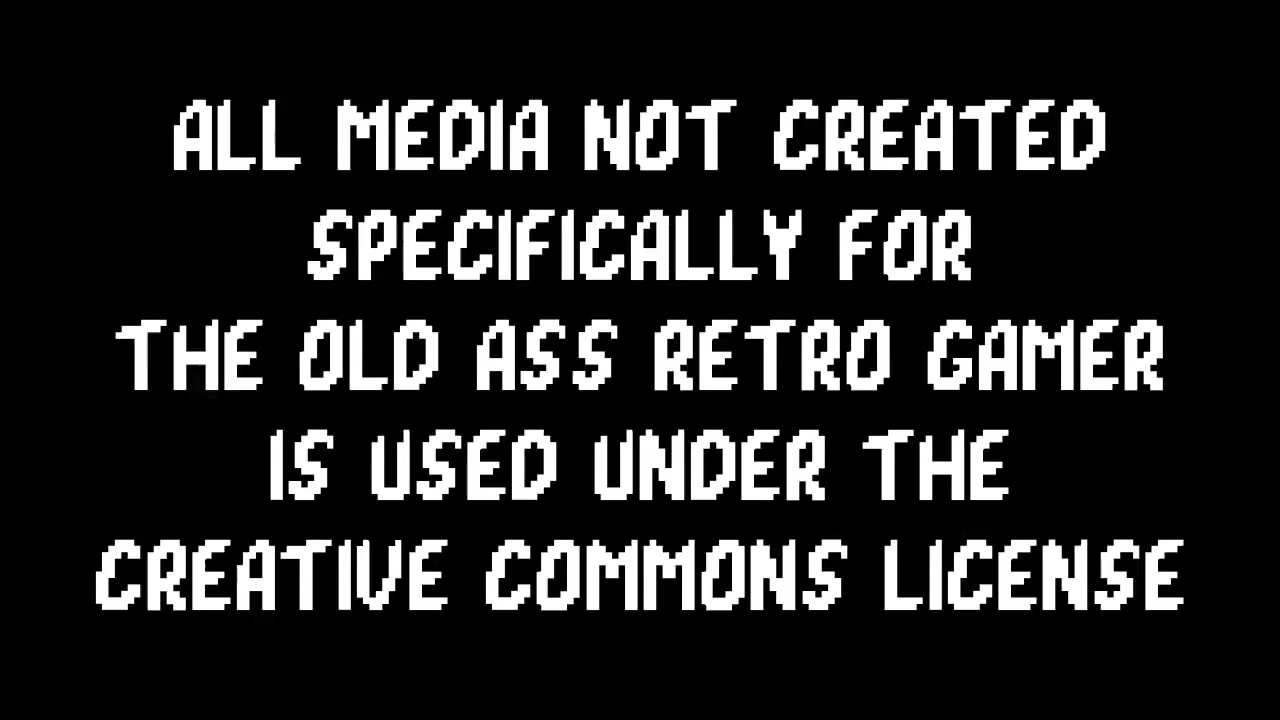 ALL MEDIA NOT CREATED
SPECIFICALLY FOR
THE OLD ASS RETRO GAMER
IS USED UNDER THE
CREATIVE COMMONS LICENSE